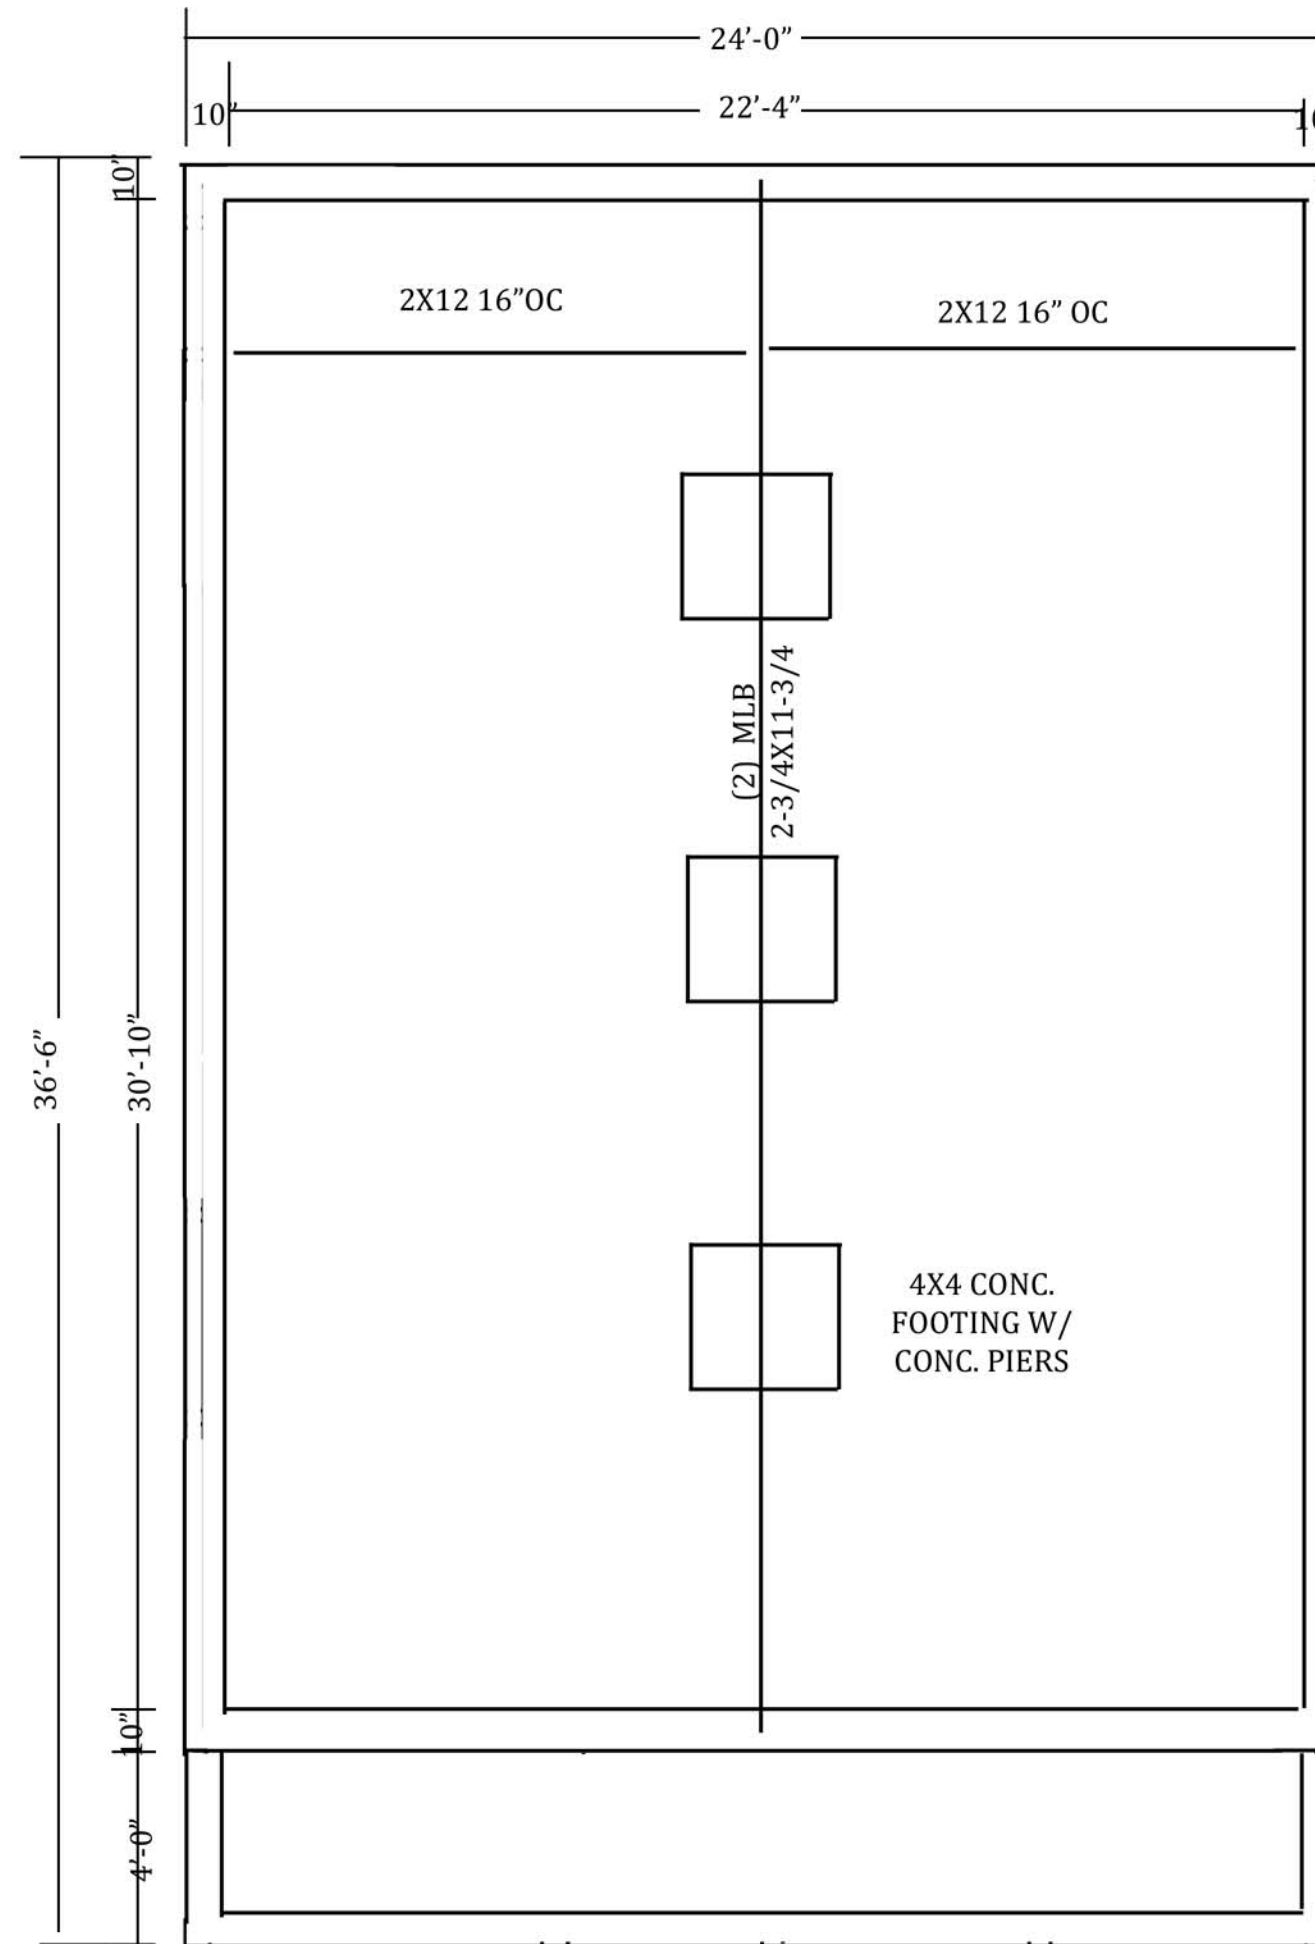 24’-0”
10”
22’-4”
10”
2X12 16”OC
2X12 16” OC
(2) MLB
2-3/4X11-3/4
36’-6”
30’-10”
4X4 CONC.
FOOTING W/
CONC. PIERS
10”
4’-0”